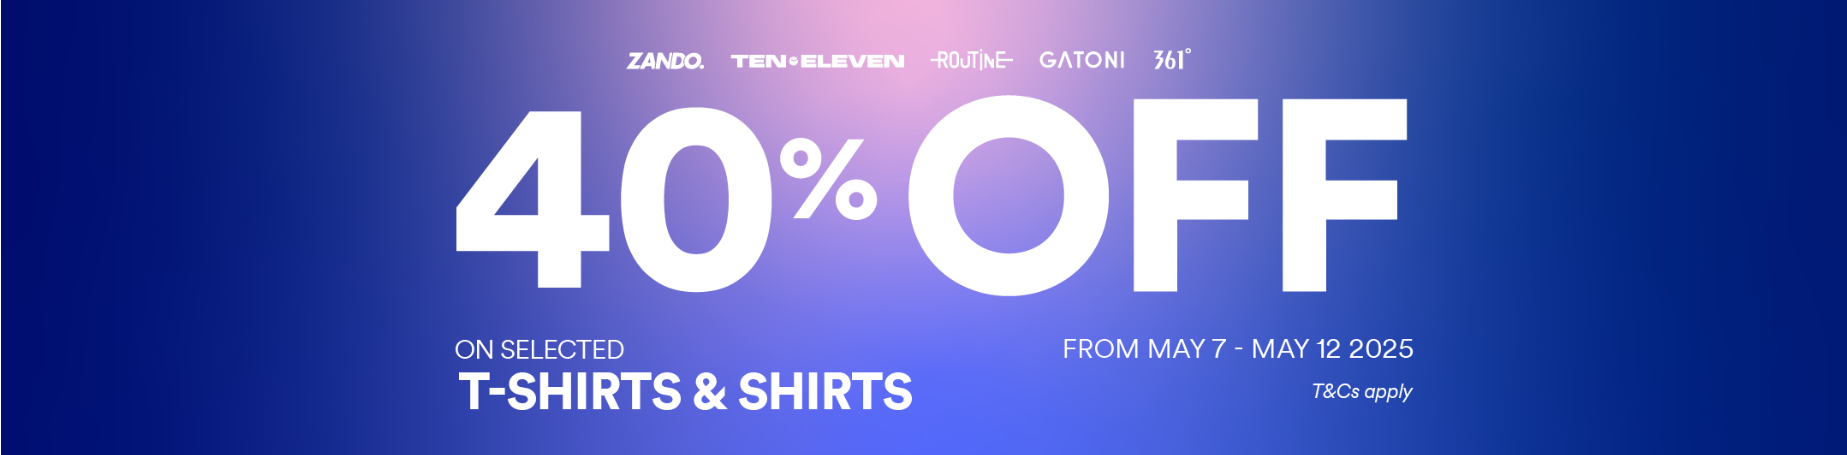 ZANDO. TEN ELEVEN ROUTINE GATONI 361°
40% OFF
ON SELECTED
T-SHIRTS & SHIRTS
FROM MAY 7 - MAY 12 2025
T&Cs apply